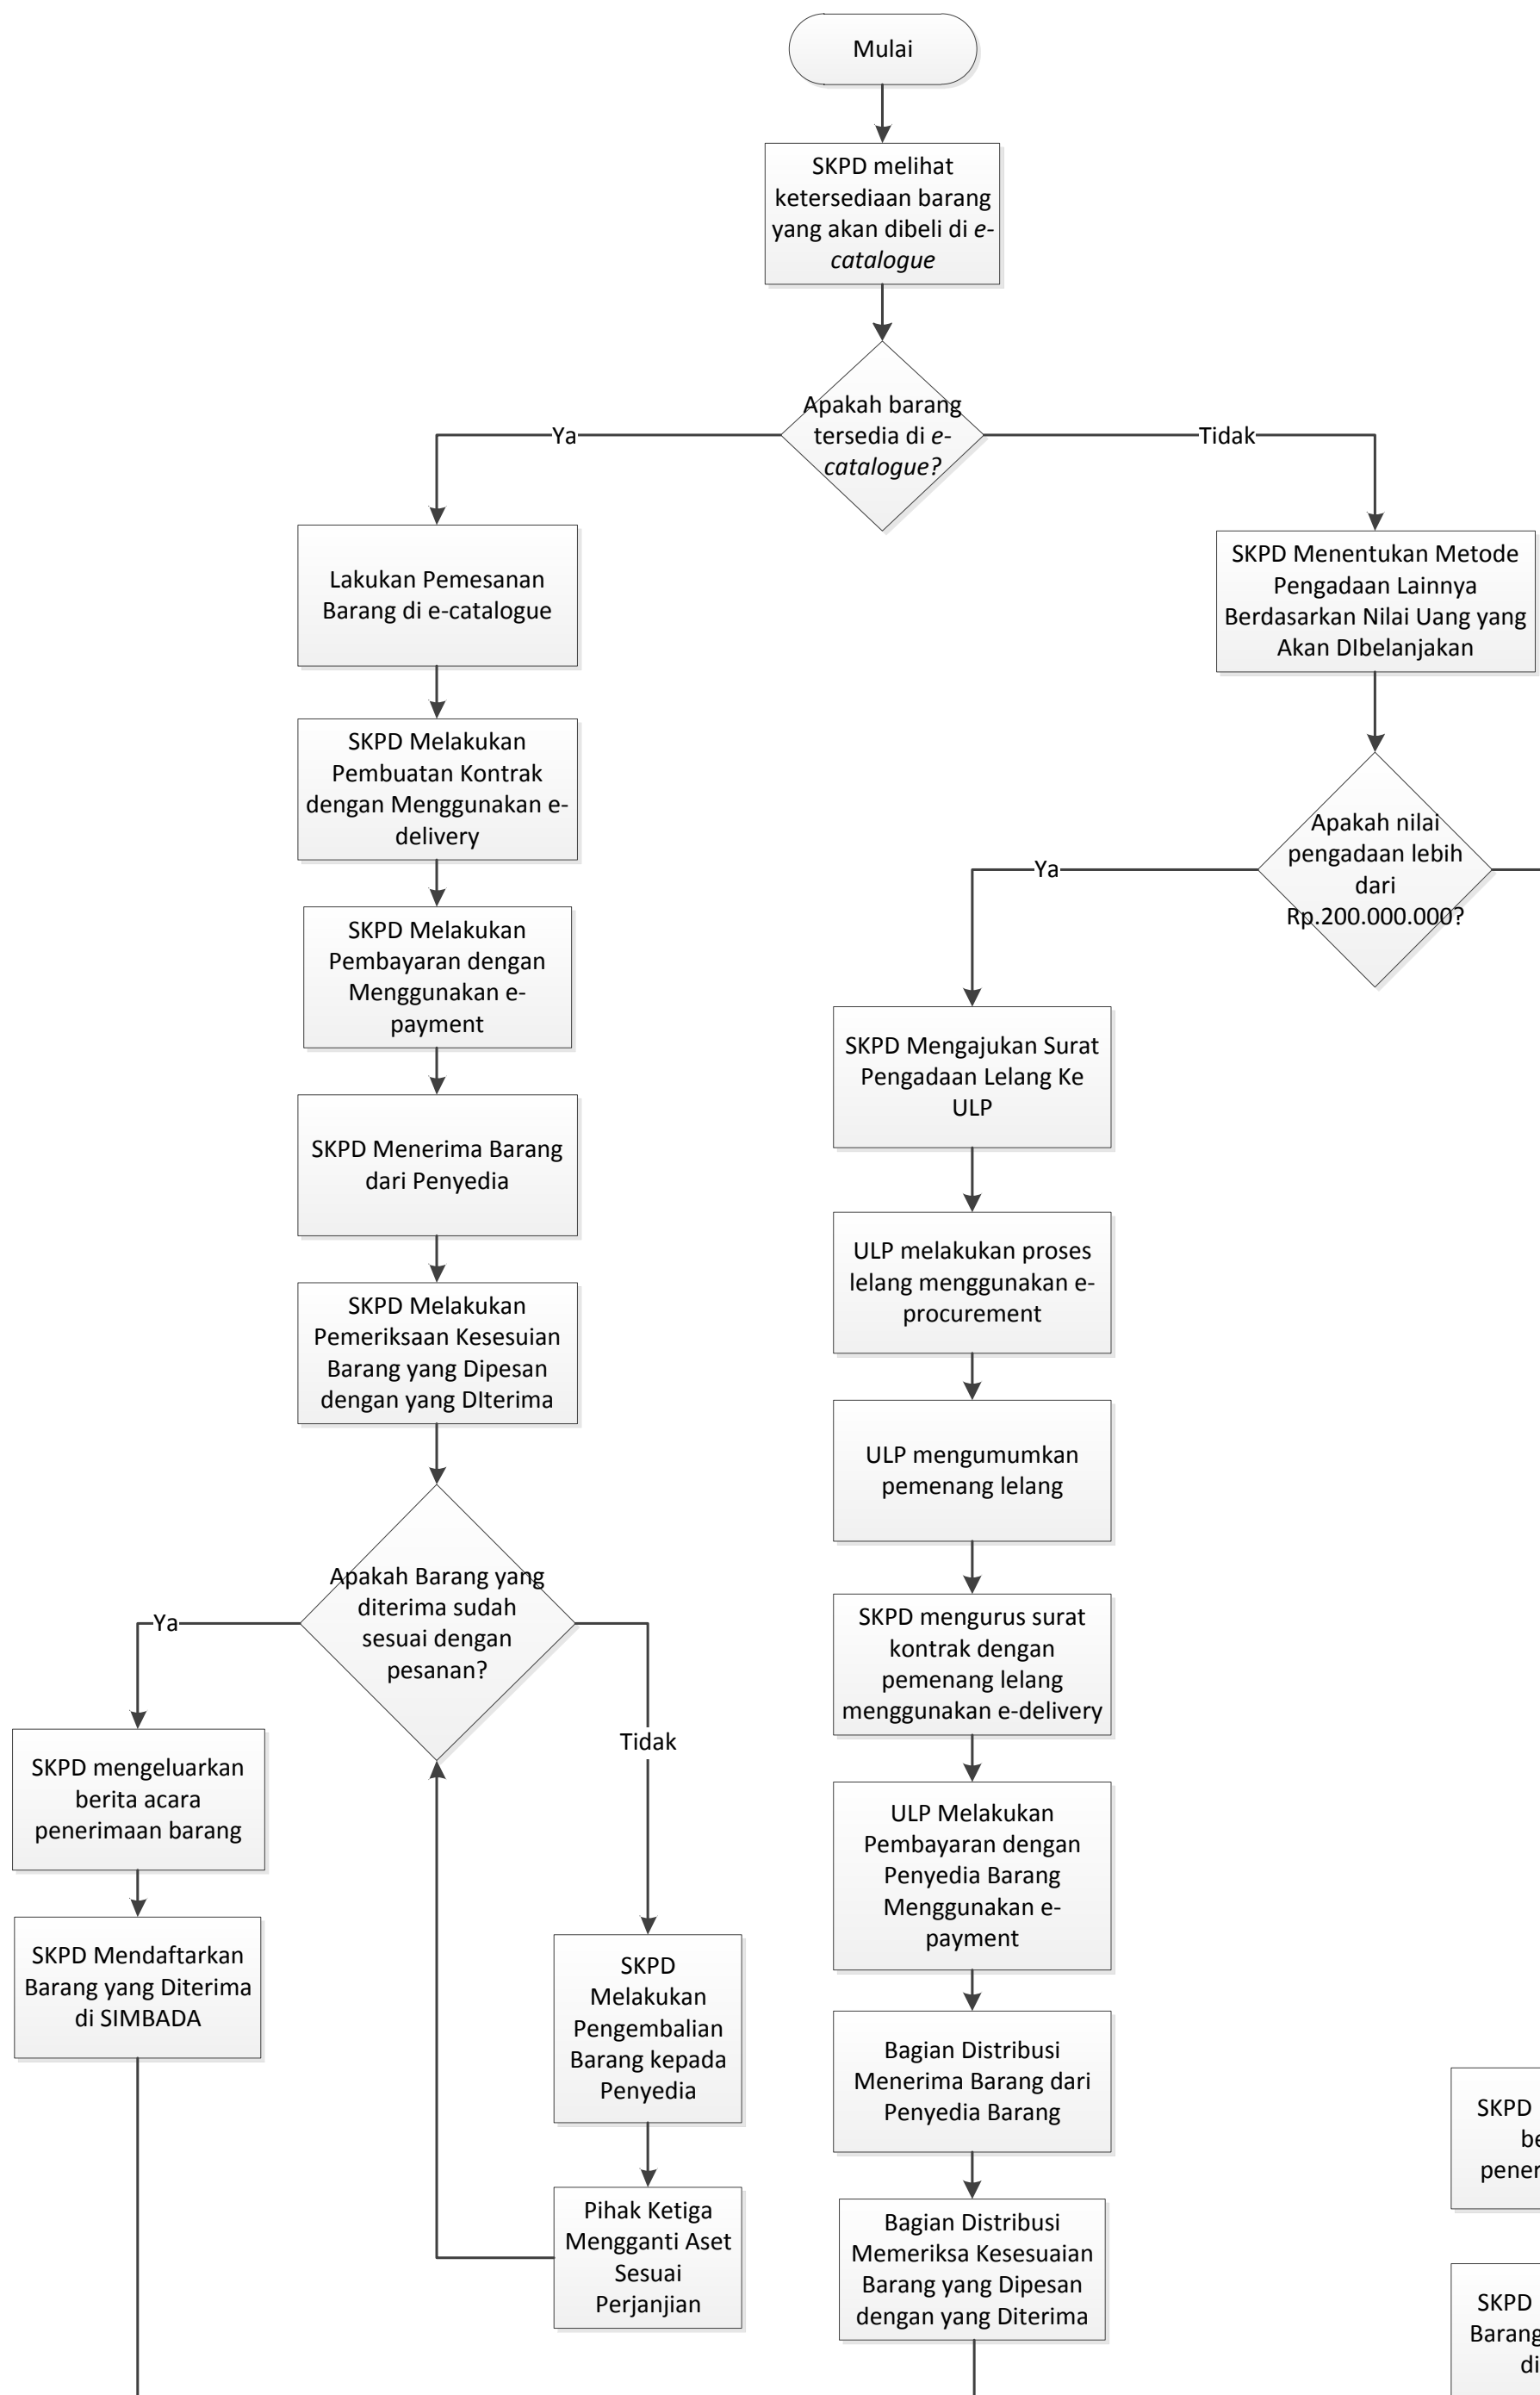 Mulai
SKPD melihat
ketersediaan barang
yang akan dibeli di e-
catalogue
Apakah barang
tersedia di e-
catalogue?
Ya
Tidak
Lakukan Pemesanan
Barang di e-catalogue
SKPD Menentukan Metode
Pengadaan Lainnya
Berdasarkan Nilai Uang yang
Akan DIbelanjakan
SKPD Melakukan
Pembuatan Kontrak
dengan Menggunakan e-
delivery
Apakah nilai
pengadaan lebih
dari
Rp.200.000.000?
Ya
SKPD Melakukan
Pembayaran dengan
Menggunakan e-
payment
SKPD Mengajukan Surat
Pengadaan Lelang Ke
ULP
SKPD Menerima Barang
dari Penyedia
ULP melakukan proses
lelang menggunakan e-
procurement
SKPD Melakukan
Pemeriksaan Kesesuian
Barang yang Dipesan
dengan yang DIterima
ULP mengumumkan
pemenang lelang
Apakah Barang yang
diterima sudah
sesuai dengan
pesanan?
Ya
Tidak
SKPD mengurus surat
kontrak dengan
pemenang lelang
menggunakan e-delivery
SKPD mengeluarkan
berita acara
penerimaan barang
ULP Melakukan
Pembayaran dengan
Penyedia Barang
Menggunakan e-
payment
SKPD Mendaftarkan
Barang yang Diterima
di SIMBADA
SKPD
Melakukan
Pengembalian
Barang kepada
Penyedia
Bagian Distribusi
Menerima Barang dari
Penyedia Barang
SKPD
Pihak Ketiga
Mengganti Aset
Sesuai
Perjanjian
Bagian Distribusi
Memeriksa Kesesuaian
Barang yang Dipesan
dengan yang Diterima
SKPD
Barang
di